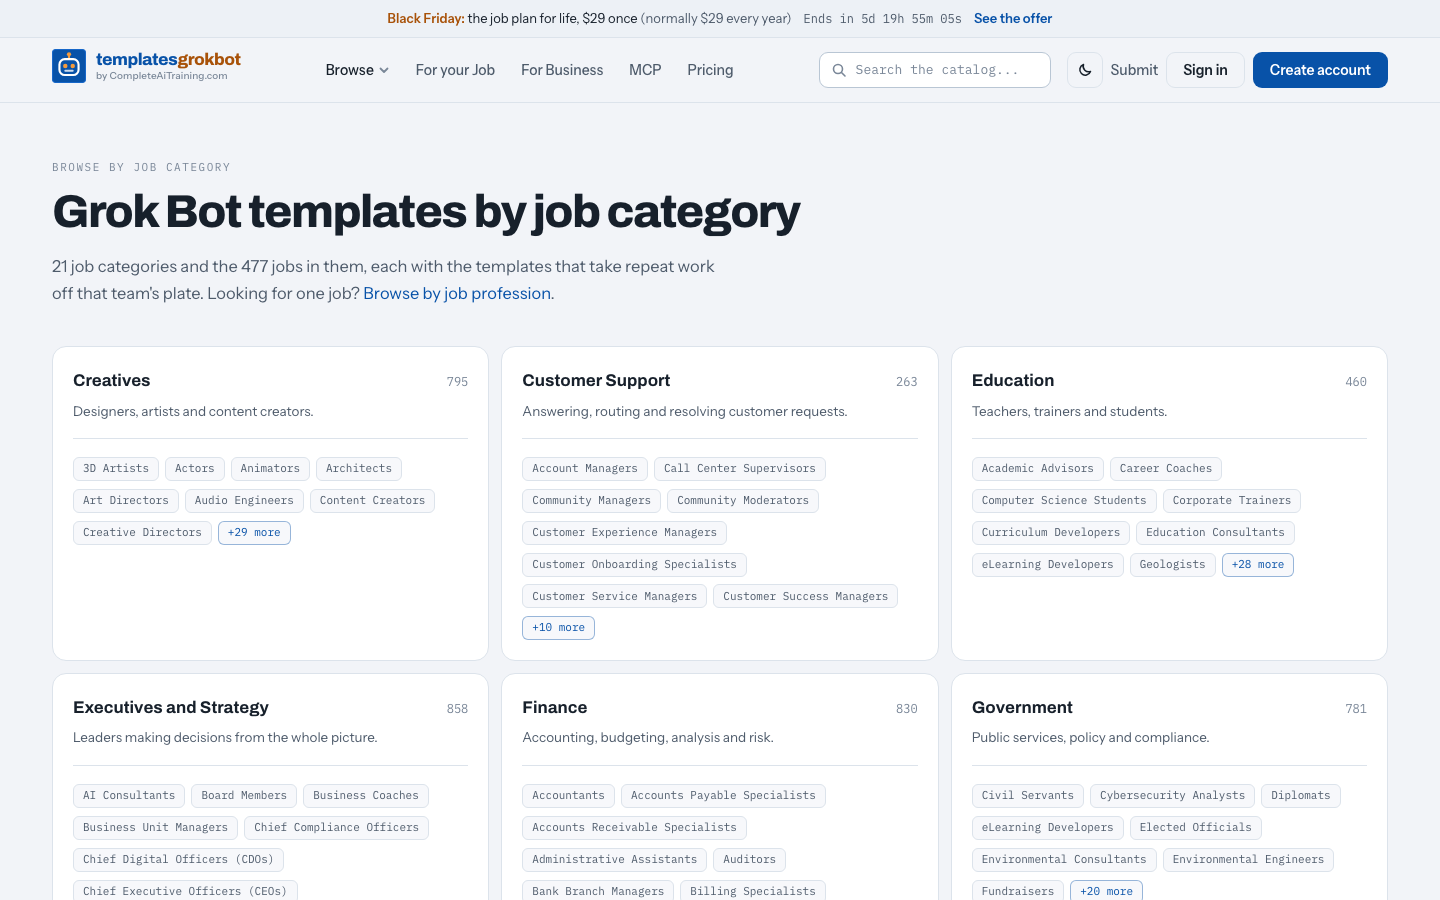 Black Friday: the job plan for life, $29 once (normally $29 every year) Ends in 5d 19h 55m 05s See the offer
templatesgrokbot
by CompleteAiTraining.com
Browse For your Job For Business MCP Pricing Search the catalog... Submit Sign in Create account
BROWSE BY JOB CATEGORY
Grok Bot templates by job category
21 job categories and the 477 jobs in them, each with the templates that take repeat work
off that team's plate. Looking for one job? Browse by job profession.
Creatives 795
Designers, artists and content creators.
3D Artists Actors Animators Architects
Art Directors Audio Engineers Content Creators
Creative Directors +29 more
Customer Support 263
Answering, routing and resolving customer requests.
Account Managers Call Center Supervisors
Community Managers Community Moderators
Customer Experience Managers
Customer Onboarding Specialists
Customer Service Managers Customer Success Managers
+10 more
Education 460
Teachers, trainers and students.
Academic Advisors Career Coaches
Computer Science Students Corporate Trainers
Curriculum Developers Education Consultants
eLearning Developers Geologists +28 more
Executives and Strategy 858
Leaders making decisions from the whole picture.
AI Consultants Board Members Business Coaches
Business Unit Managers Chief Compliance Officers
Chief Digital Officers (CDOs)
Chief Executive Officers (CEOs)
Finance 830
Accounting, budgeting, analysis and risk.
Accountants Accounts Payable Specialists
Accounts Receivable Specialists
Administrative Assistants Auditors
Bank Branch Managers Billing Specialists
Government 781
Public services, policy and compliance.
Civil Servants Cybersecurity Analysts Diplomats
eLearning Developers Elected Officials
Environmental Consultants Environmental Engineers
Fundraisers +20 more